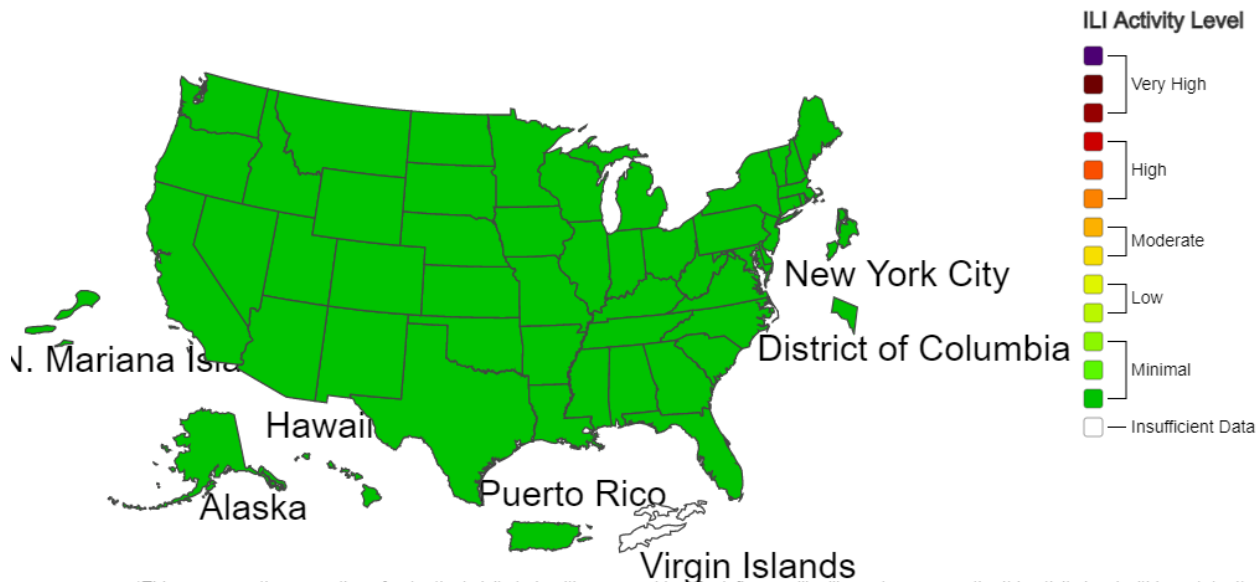 ILI Activity Level
Very High
High
Moderate
Low
Minimal
Insufficient Data
New York City
District of Columbia
N. Mariana
Hawaii
Alaska
Puerto Rico
Virgin Islands